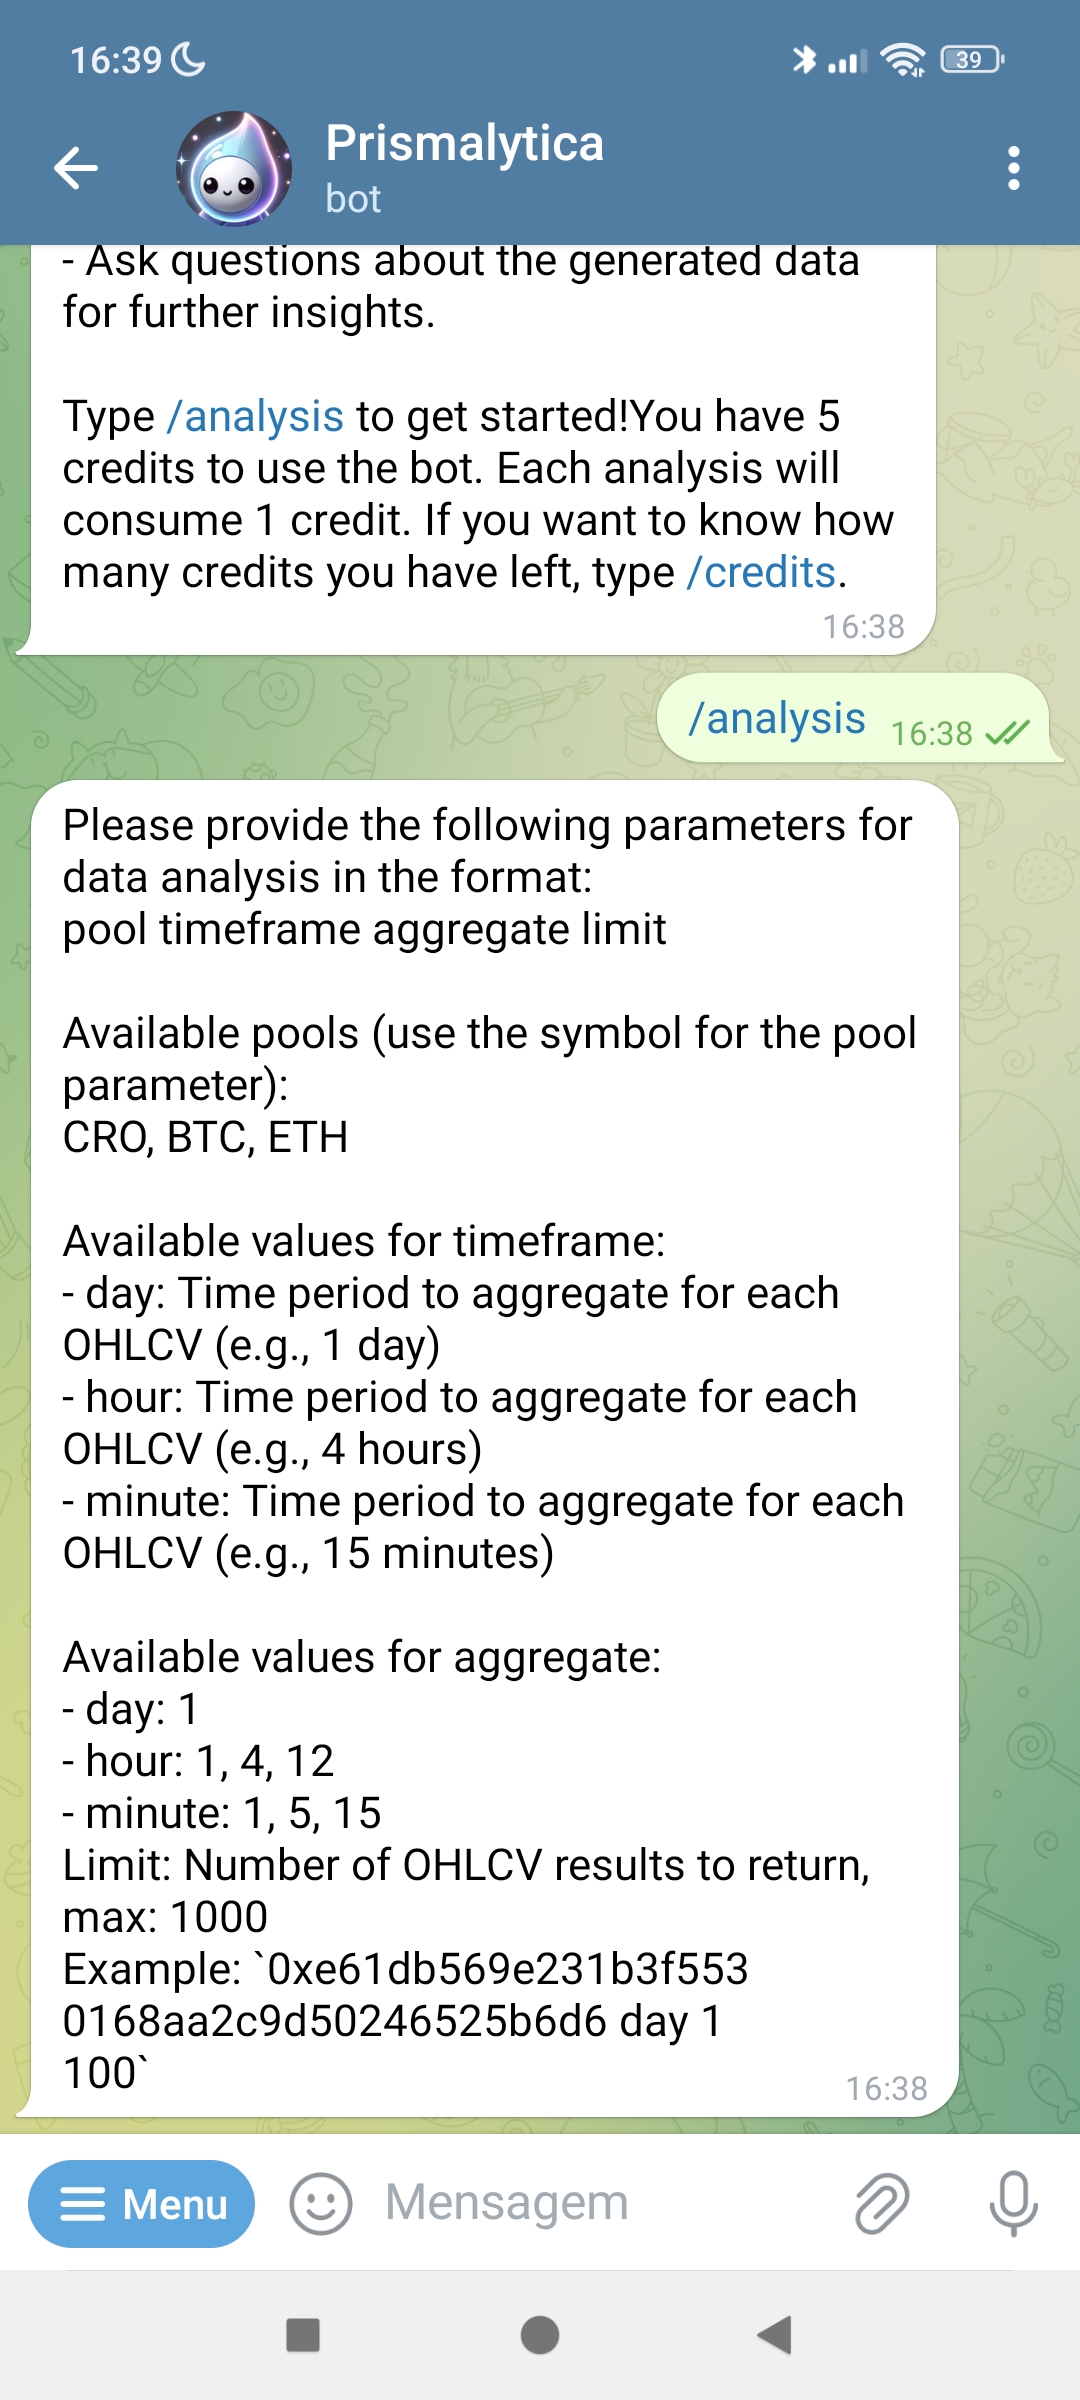 16:39
39
Prismalytica
bot
- Ask questions about the generated data
for further insights.
Type /analysis to get started!You have 5
credits to use the bot. Each analysis will
consume 1 credit. If you want to know how
many credits you have left, type /credits.
16:38
/analysis 16:38
Please provide the following parameters for
data analysis in the format:
pool timeframe aggregate limit
Available pools (use the symbol for the pool
parameter):
CRO, BTC, ETH
Available values for timeframe:
- day: Time period to aggregate for each
OHLCV (e.g., 1 day)
- hour: Time period to aggregate for each
OHLCV (e.g., 4 hours)
- minute: Time period to aggregate for each
OHLCV (e.g., 15 minutes)
Available values for aggregate:
- day: 1
- hour: 1, 4, 12
- minute: 1, 5, 15
Limit: Number of OHLCV results to return,
max: 1000
Example: `0xe61db569e231b3f553
0168aa2c9d50246525b6d6 day 1
100`
16:38
Menu
Mensagem